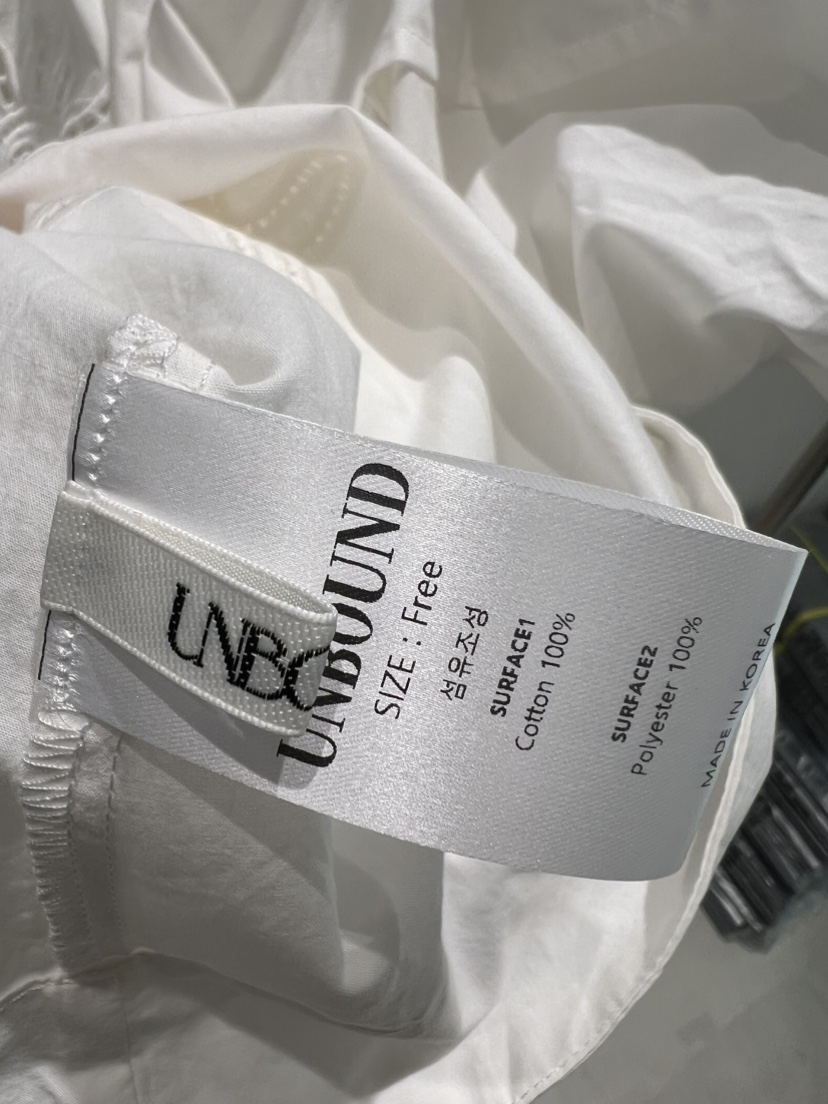 UNBOUND
SIZE : Free
섬유조성
SURFACE1
Cotton 100%
SURFACE2
Polyester 100%
MADE IN KOREA
UNBO